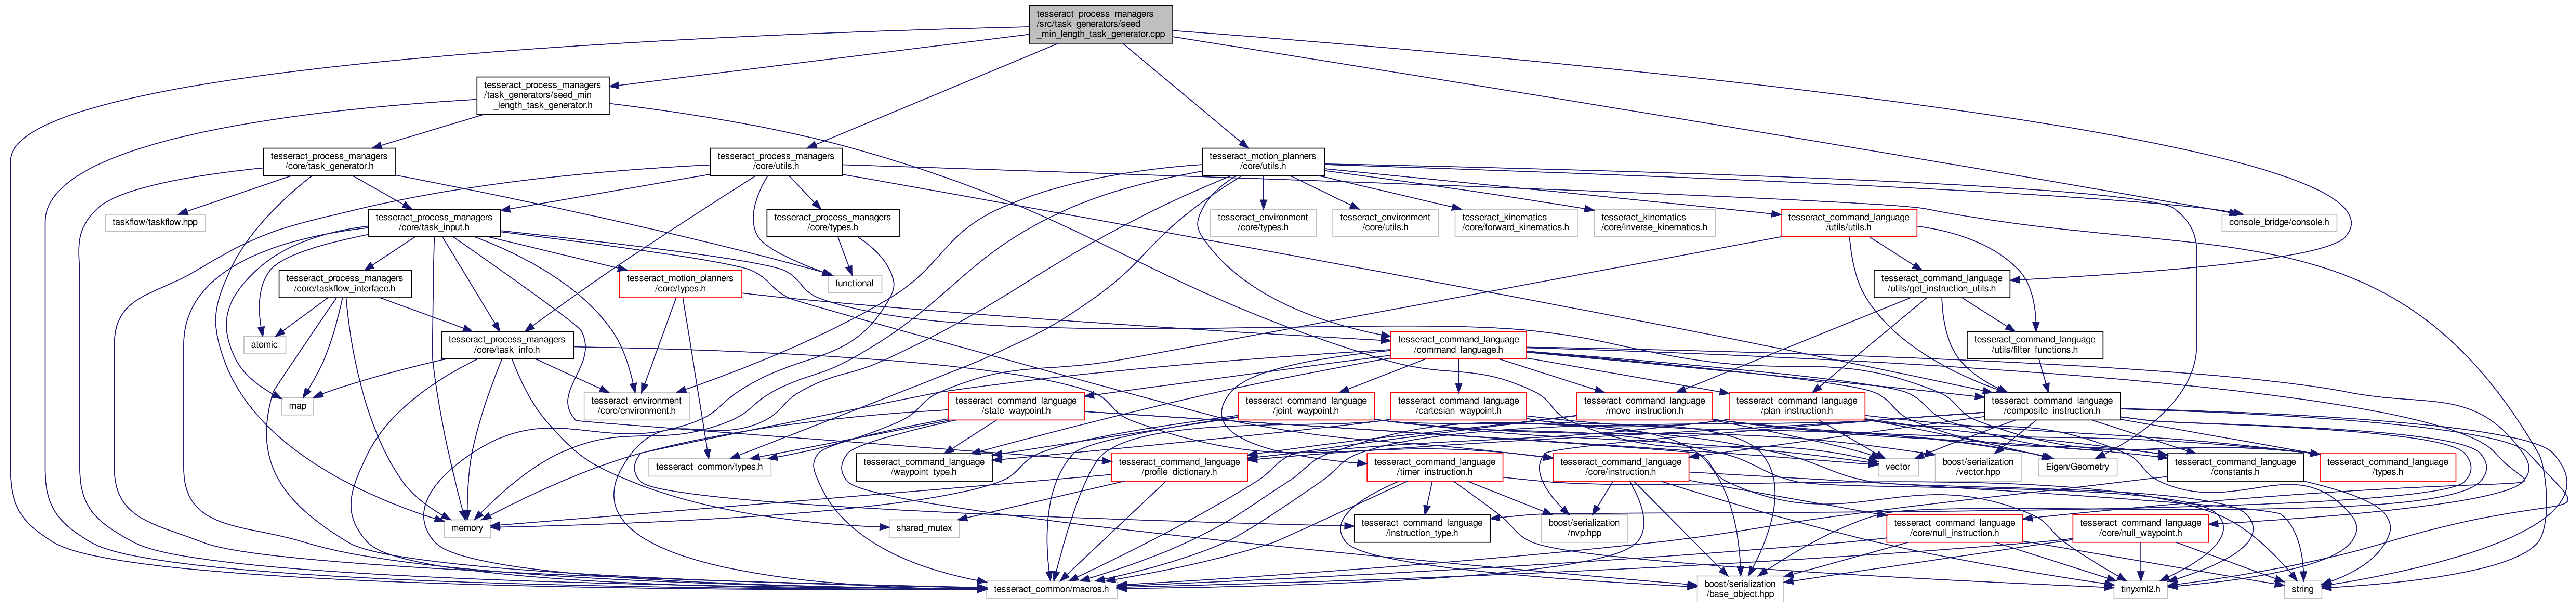 tesseract_process_managers
/src/task_generators/seed
_min_length_task_generator.cpp
tesseract_process_managers
/task_generators/seed_min
_length_task_generator.h
tesseract_process_managers
/core/task_generator.h
tesseract_process_managers
/core/utils.h
tesseract_motion_planners
/core/utils.h
taskflow/taskflow.hpp
tesseract_process_managers
/core/task_input.h
tesseract_process_managers
/core/types.h
tesseract_environment
/core/types.h
tesseract_environment
/core/utils.h
tesseract_kinematics
/core/forward_kinematics.h
tesseract_kinematics
/core/inverse_kinematics.h
tesseract_command_language
/utils/utils.h
console_bridge/console.h
tesseract_process_managers
/core/taskflow_interface.h
tesseract_motion_planners
/core/types.h
functional
tesseract_command_language
/utils/get_instruction_utils.h
atomic
tesseract_process_managers
/core/task_info.h
tesseract_command_language
/command_language.h
tesseract_command_language
/utils/filter_functions.h
map
tesseract_environment
/core/environment.h
tesseract_command_language
/state_waypoint.h
tesseract_command_language
/joint_waypoint.h
tesseract_command_language
/cartesian_waypoint.h
tesseract_command_language
/move_instruction.h
tesseract_command_language
/plan_instruction.h
tesseract_command_language
/composite_instruction.h
tesseract_common/types.h
tesseract_command_language
/waypoint_type.h
tesseract_command_language
/profile_dictionary.h
tesseract_command_language
/timer_instruction.h
tesseract_command_language
/core/instruction.h
vector
boost/serialization
/vector.hpp
Eigen/Geometry
tesseract_command_language
/constants.h
tesseract_command_language
/types.h
memory
shared_mutex
tesseract_command_language
/instruction_type.h
boost/serialization
/nvp.hpp
tesseract_command_language
/core/null_instruction.h
tesseract_command_language
/core/null_waypoint.h
tesseract_common/macros.h
boost/serialization
/base_object.hpp
tinyxml2.h
string